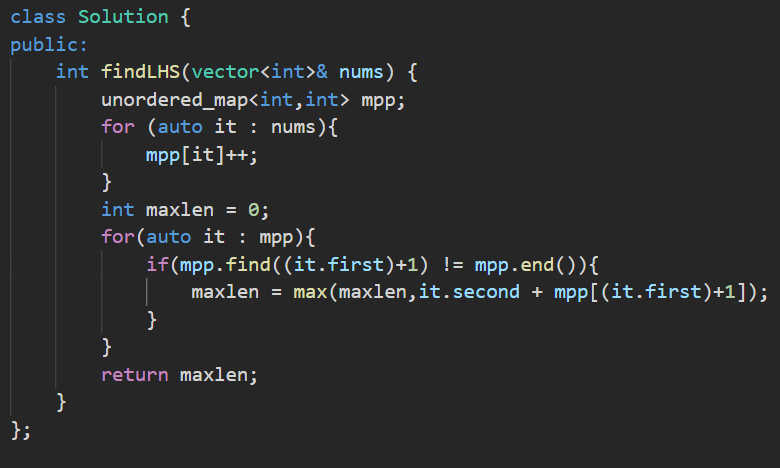 class Solution {
public:
    int findLHS(vector<int>& nums) {
        unordered_map<int,int> mpp;
        for (auto it : nums){
            mpp[it]++;
        }
        int maxlen = 0;
        for(auto it : mpp){
            if(mpp.find((it.first)+1) != mpp.end()){
                maxlen = max(maxlen,it.second + mpp[(it.first)+1]);
            }
        }
        return maxlen;
    }
};